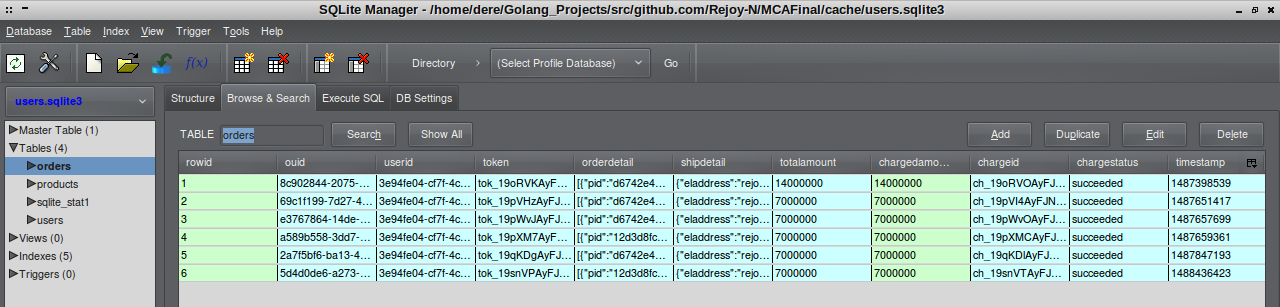 SQLite Manager - /home/dere/Golang_Projects/src/github.com/Rejoy-N/MCAFinal/cache/users.sqlite3
Database Table Index View Trigger Tools Help
f(x) Directory (Select Profile Database) Go
users.sqlite3 Structure Browse & Search Execute SQL DB Settings
Master Table (1)
Tables (4)
orders
products
sqlite_stat1
users
Views (0)
Indexes (5)
Triggers (0)
TABLE orders Search Show All Add Duplicate Edit Delete
rowid ouid userid token orderdetail shipdetail totalamount chargedamo... chargeid chargestatus timestamp
1 8c902844-2075-... 3e94fe04-cf7f-4c... tok_19oRVKAyF... [{"pid":"d6742e4... {"eladdress":"rejo... 14000000 14000000 ch_19oRVOAyFJ... succeeded 1487398539
2 69c1f199-7d27-4... 3e94fe04-cf7f-4c... tok_19pVHzAyF... [{"pid":"d6742e4... {"eladdress":"rejo... 7000000 7000000 ch_19pVI4AyFJN... succeeded 1487651417
3 e3767864-14de-... 3e94fe04-cf7f-4c... tok_19pWvJAyF... [{"pid":"d6742e4... {"eladdress":"rejo... 7000000 7000000 ch_19pWvOAyFJ... succeeded 1487657699
4 a589b558-3dd7-... 3e94fe04-cf7f-4c... tok_19pXM7AyF... [{"pid":"12d3d8fc... {"eladdress":"rejo... 7000000 7000000 ch_19pXMCAyFJ... succeeded 1487659361
5 2a7f5bf6-ba13-4... 3e94fe04-cf7f-4c... tok_19qKDgAyFJ... [{"pid":"d6742e4... {"eladdress":"rejo... 7000000 7000000 ch_19qKDlAyFJ... succeeded 1487847193
6 5d4d0de6-a273-... 3e94fe04-cf7f-4c... tok_19snVPAyFJ... [{"pid":"12d3d8fc... {"eladdress":"rejo... 7000000 7000000 ch_19snVTAyFJ... succeeded 1488436423